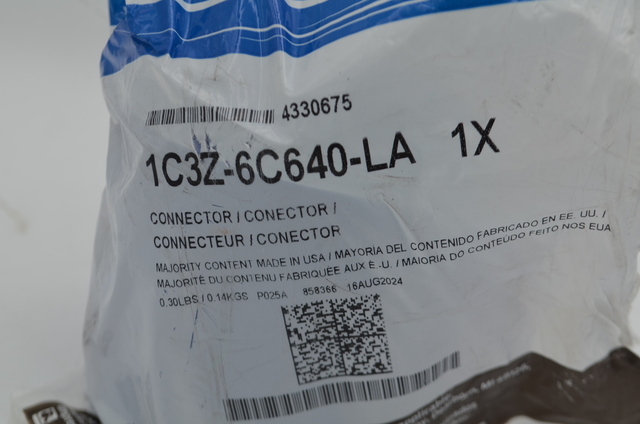 4330675
1C3Z-6C640-LA 1X
CONNECTOR / CONECTOR /
CONNECTEUR / CONECTOR
MAJORITY CONTENT MADE IN USA / MAYORIA DEL CONTENIDO FABRICADO EN EE. UU. /
MAJORITÉ DU CONTENU FABRIQUÉE AUX É.-U. / MAIORIA DO CONTEÚDO FEITO NOS EUA
0.30LBS / 0.14KGS P025A 858366 16AUG2024